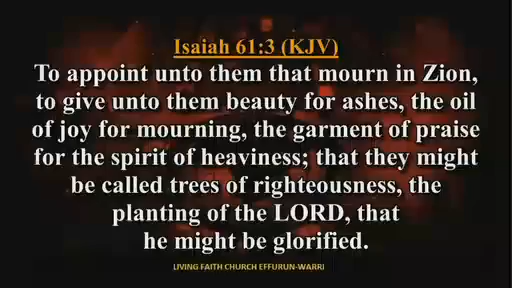 Isaiah 61:3 (KJV)
To appoint unto them that mourn in Zion,
to give unto them beauty for ashes, the oil
of joy for mourning, the garment of praise
for the spirit of heaviness; that they might
be called trees of righteousness, the
planting of the LORD, that
he might be glorified.
LIVING FAITH CHURCH EFFURUN-WARRI